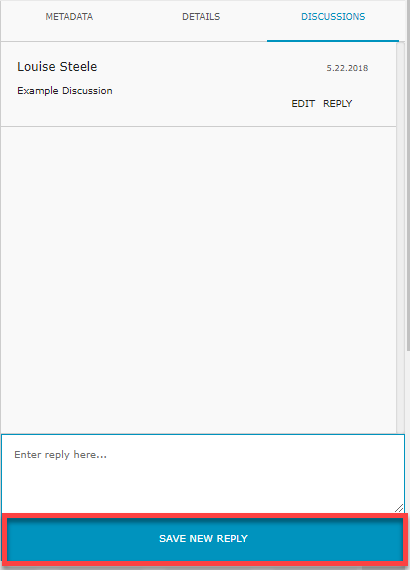 METADATA DETAILS DISCUSSIONS
Louise Steele 5.22.2018
Example Discussion
EDIT REPLY
Enter reply here...
SAVE NEW REPLY